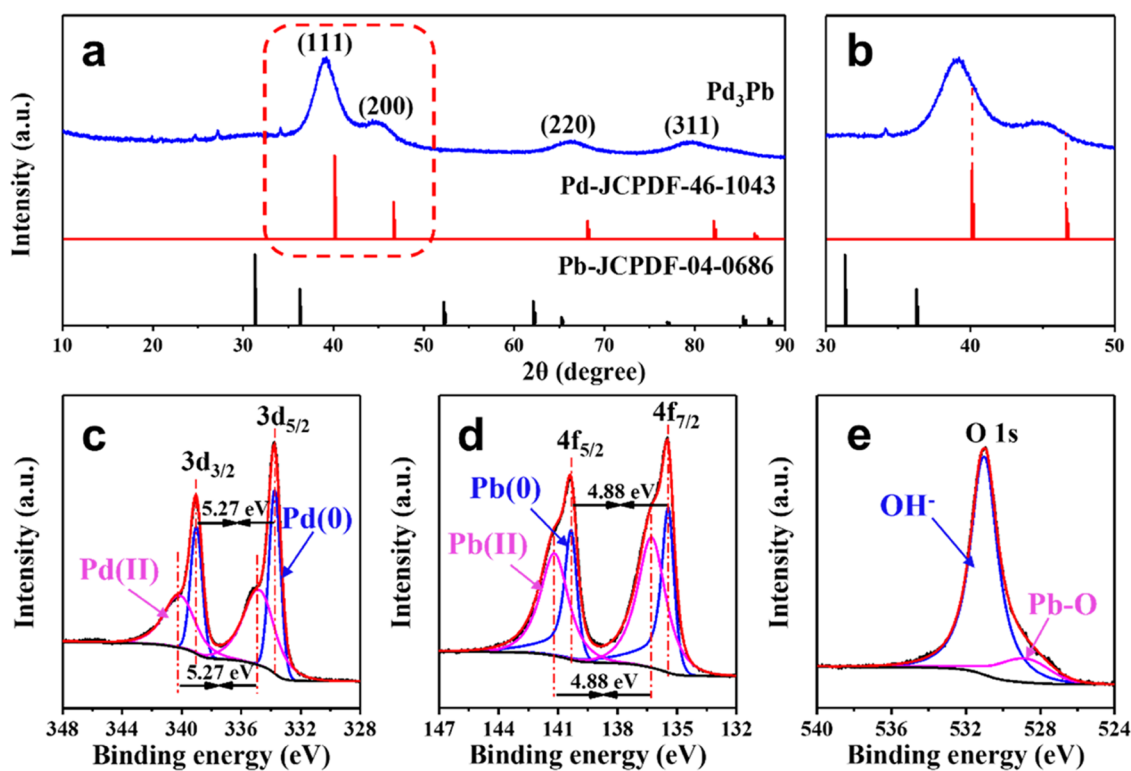 a
(111)
(200)
Pd₃Pb
(220)
(311)
Pd-JCPDF-46-1043
Pb-JCPDF-04-0686
Intensity (a.u.)
10 20 30 40 50 60 70 80 90
b
30 40 50
2θ (degree)
c
3d₅/₂
3d₃/₂
5.27 eV
Pd(0)
Pd(II)
5.27 eV
Intensity (a.u.)
348 344 340 336 332 328
Binding energy (eV)
d
4f₇/₂
4f₅/₂
Pb(0)
4.88 eV
Pb(II)
4.88 eV
Intensity (a.u.)
147 144 141 138 135 132
Binding energy (eV)
e
O 1s
OH⁻
Pb-O
Intensity (a.u.)
540 536 532 528 524
Binding energy (eV)